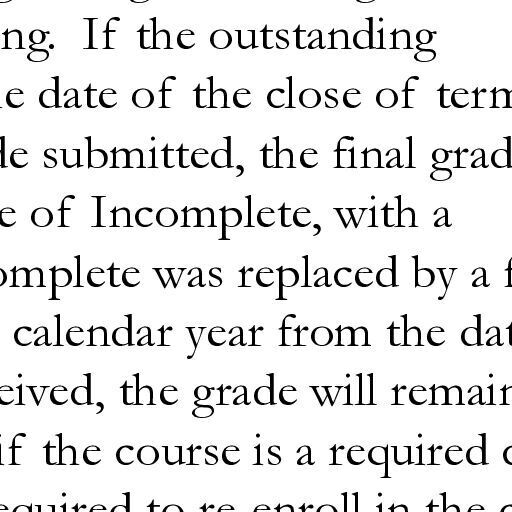 ng. If the outstanding
e date of the close of term
de submitted, the final grad
e of Incomplete, with a
omplete was replaced by a f
calendar year from the dat
eived, the grade will remain
if the course is a required
equired to re-enroll in the